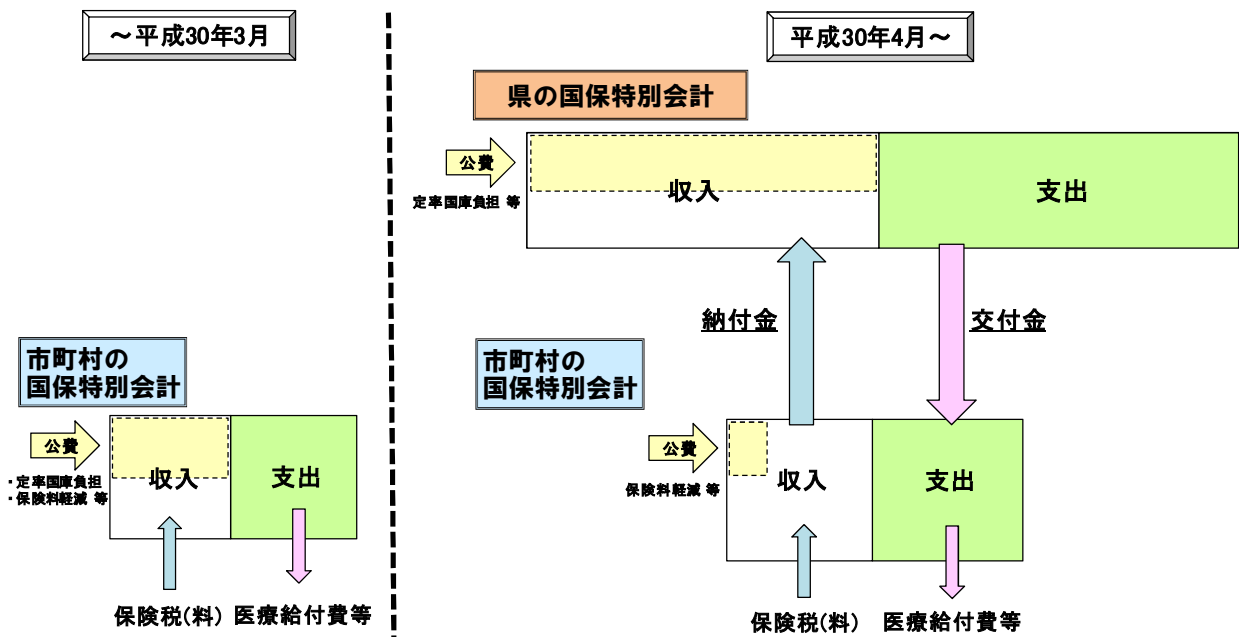 ～平成30年3月
市町村の
国保特別会計
公費
・定率国庫負担
・保険料軽減 等
収入
支出
保険税(料)
医療給付費等
平成30年4月～
県の国保特別会計
公費
定率国庫負担 等
収入
支出
納付金
交付金
市町村の
国保特別会計
公費
保険料軽減 等
収入
支出
保険税(料)
医療給付費等